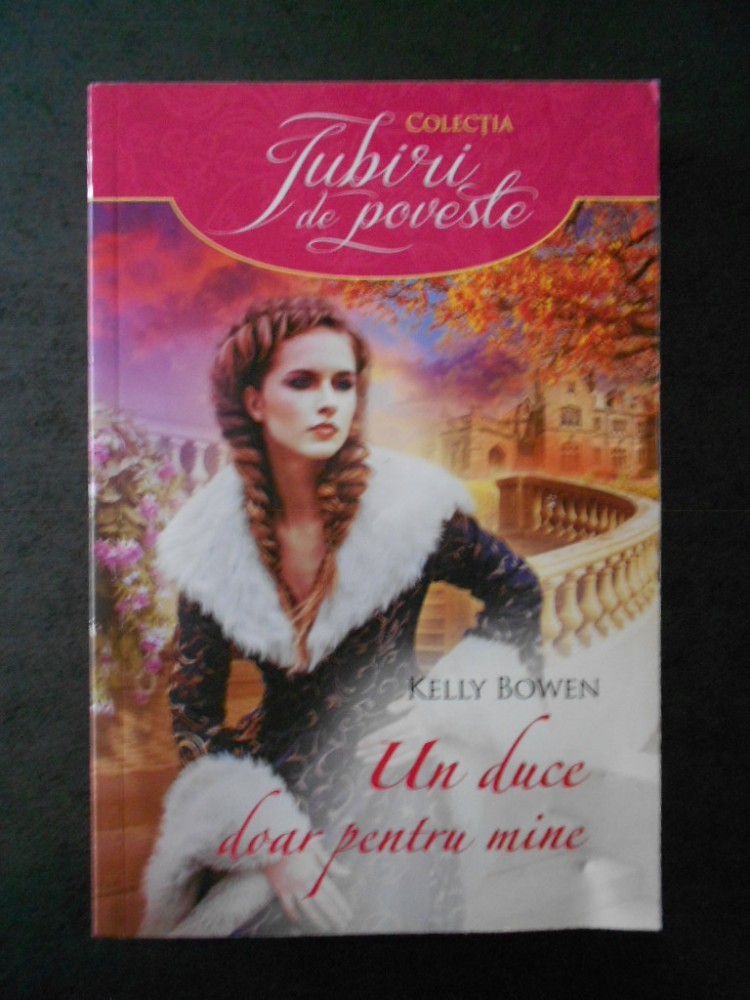 COLECȚIA
Iubiri
de poveste
KELLY BOWEN
Un duce
doar pentru mine